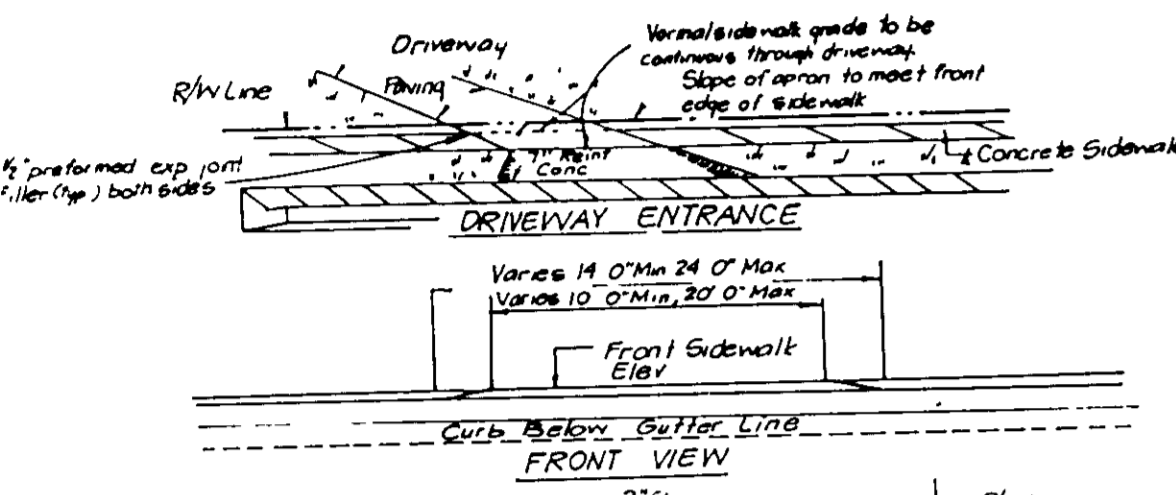 Driveway
Normal sidewalk grade to be
continuous through driveway.
Slope of apron to meet front
edge of sidewalk
R/W Line
Paving
½" preformed exp joint
filler (typ) both sides
7" Reinf
Conc
Concrete Sidewalk
DRIVEWAY ENTRANCE
Varies 14 0" Min 24 0" Max
Varies 10 0" Min, 20' 0" Max
Front Sidewalk
Elev
Curb Below Gutter Line
FRONT VIEW